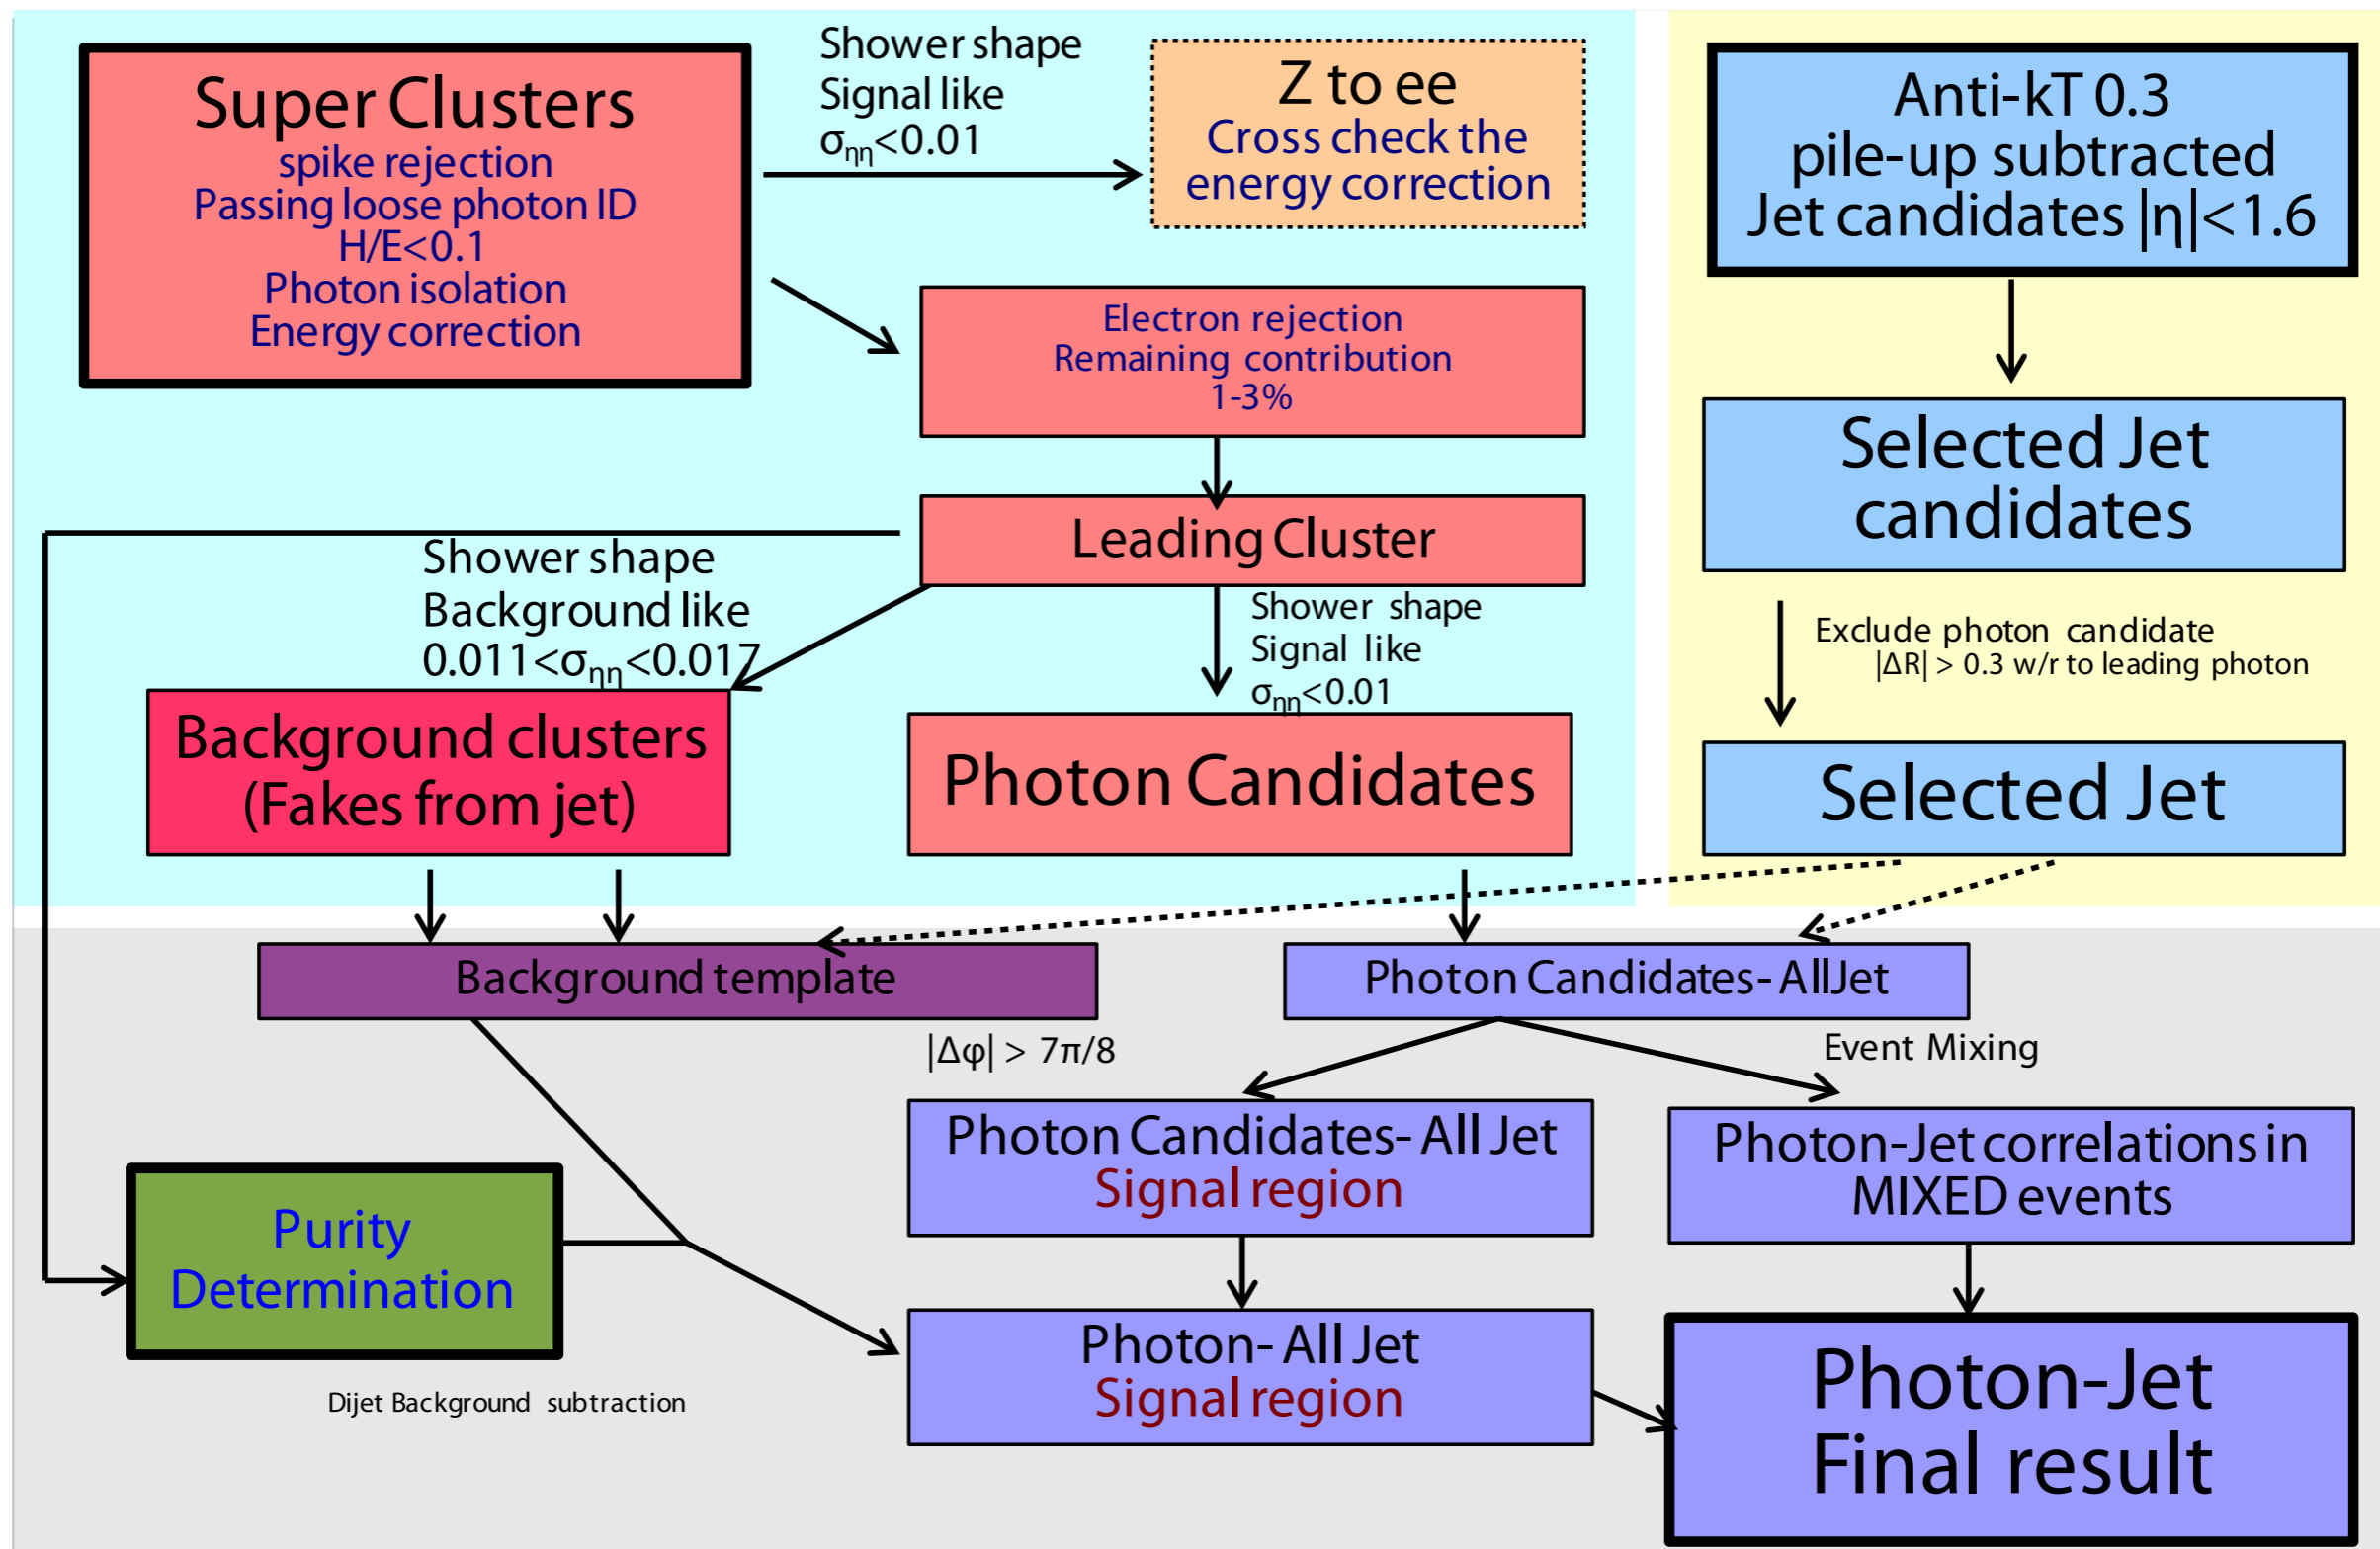 Super Clusters
spike rejection
Passing loose photon ID
H/E<0.1
Photon isolation
Energy correction
Shower shape
Signal like
σηη<0.01
Z to ee
Cross check the
energy correction
Anti-kT 0.3
pile-up subtracted
Jet candidates |η|<1.6
Electron rejection
Remaining contribution
1-3%
Selected Jet
candidates
Leading Cluster
Shower shape
Background like
0.011<σηη<0.017
Shower shape
Signal like
σηη<0.01
Exclude photon candidate
|ΔR| > 0.3 w/r to leading photon
Background clusters
(Fakes from jet)
Photon Candidates
Selected Jet
Background template
Photon Candidates- AllJet
|Δφ| > 7π/8
Event Mixing
Photon Candidates- All Jet
Signal region
Photon-Jet correlations in
MIXED events
Purity
Determination
Photon- All Jet
Signal region
Dijet Background subtraction
Photon-Jet
Final result